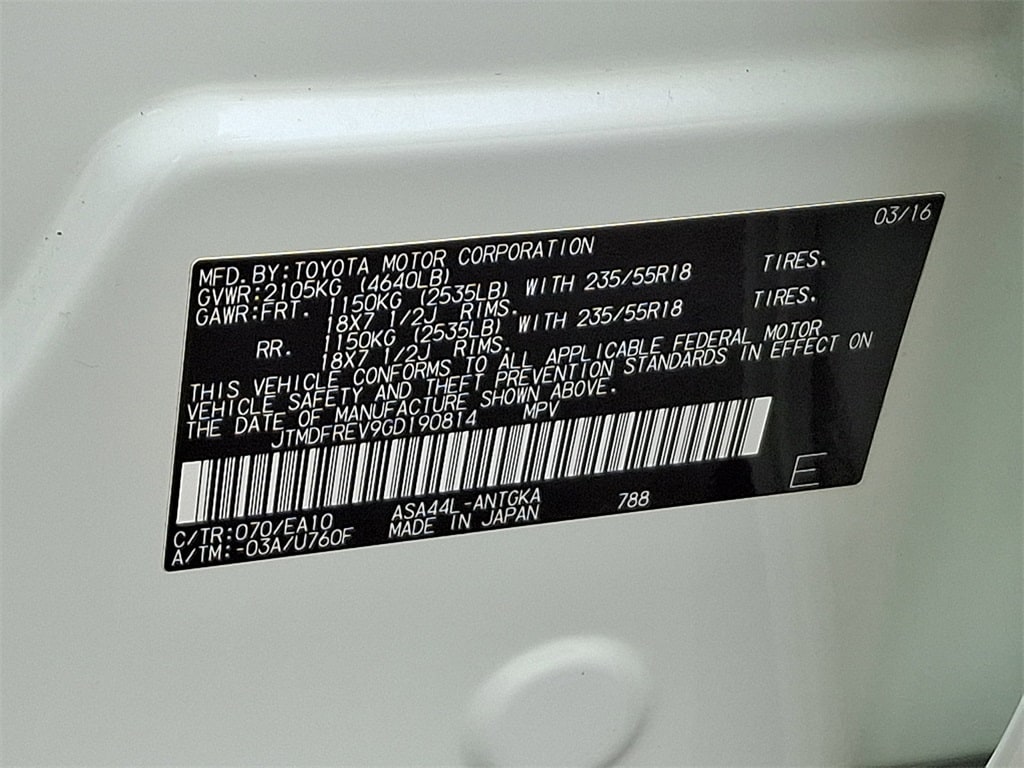 03/16
MFD. BY: TOYOTA MOTOR CORPORATION
GVWR: 2105KG (4640LB)
GAWR: FRT. 1150KG (2535LB) WITH 235/55R18 TIRES.
18X7 1/2J RIMS.
RR. 1150KG (2535LB) WITH 235/55R18 TIRES.
18X7 1/2J RIMS.
THIS VEHICLE CONFORMS TO ALL APPLICABLE FEDERAL MOTOR
VEHICLE SAFETY AND THEFT PREVENTION STANDARDS IN EFFECT ON
THE DATE OF MANUFACTURE SHOWN ABOVE.
JTMDFREV9GD190814 MPV
E
C/TR: 070/EA10 ASA44L-ANTGKA 788
A/TM: -03A/U760F MADE IN JAPAN